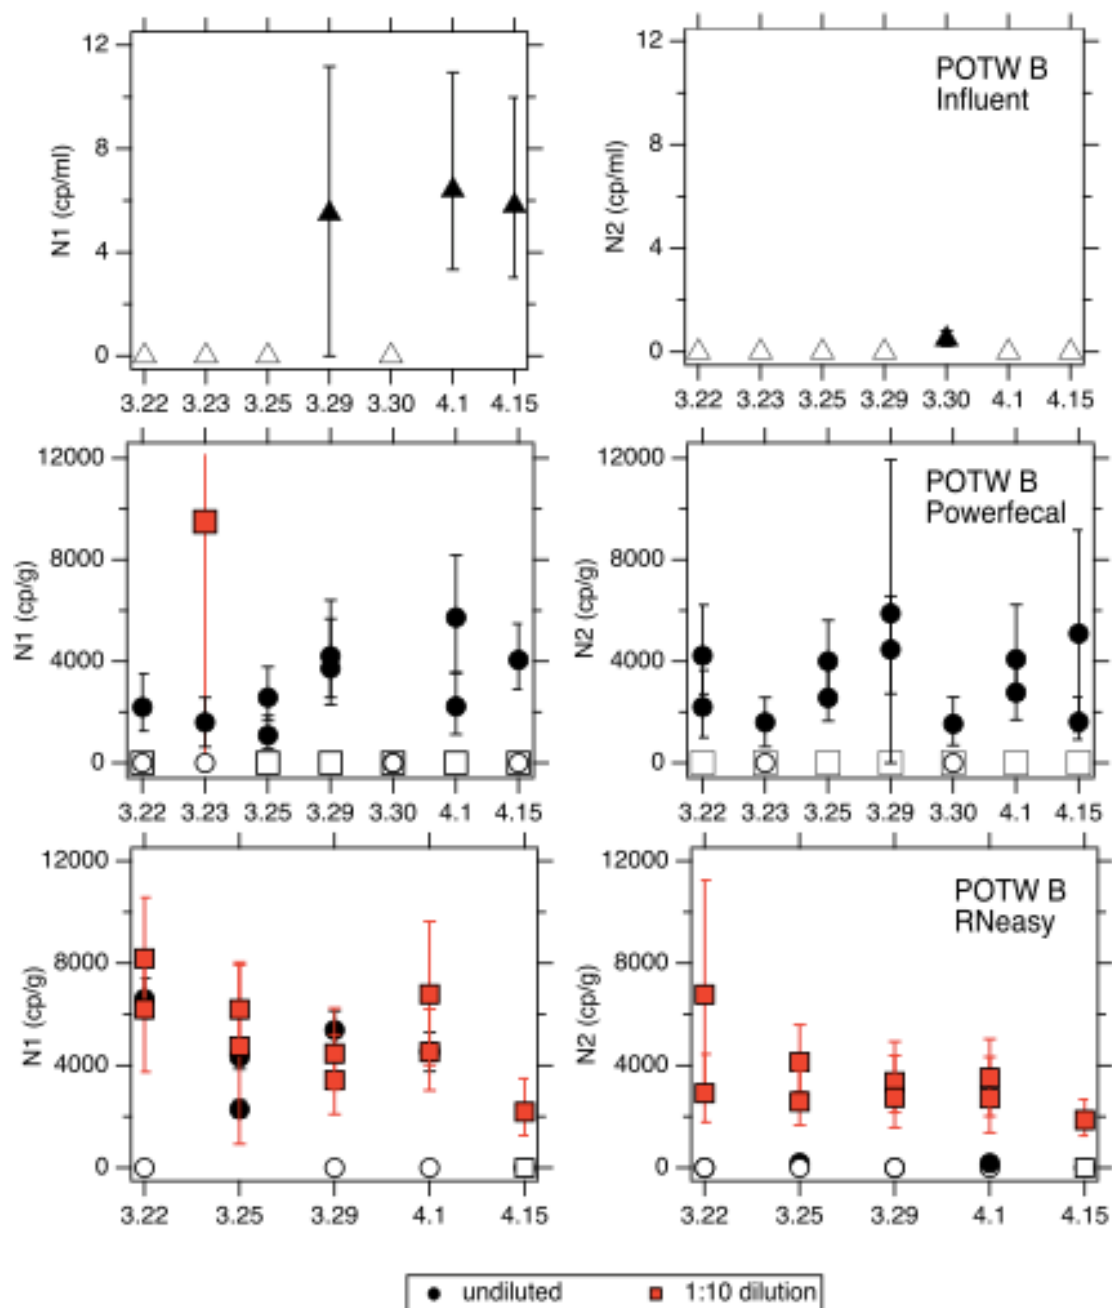 12
8
4
0
N1 (cp/ml)
3.22 3.23 3.25 3.29 3.30 4.1 4.15
12
8
4
0
N2 (cp/ml)
POTW B
Influent
3.22 3.23 3.25 3.29 3.30 4.1 4.15
12000
8000
4000
0
N1 (cp/g)
3.22 3.23 3.25 3.29 3.30 4.1 4.15
12000
8000
4000
0
N2 (cp/g)
POTW B
Powerfecal
3.22 3.23 3.25 3.29 3.30 4.1 4.15
12000
8000
4000
0
N1 (cp/g)
3.22 3.25 3.29 4.1 4.15
12000
8000
4000
0
N2 (cp/g)
POTW B
RNeasy
3.22 3.25 3.29 4.1 4.15
undiluted 1:10 dilution